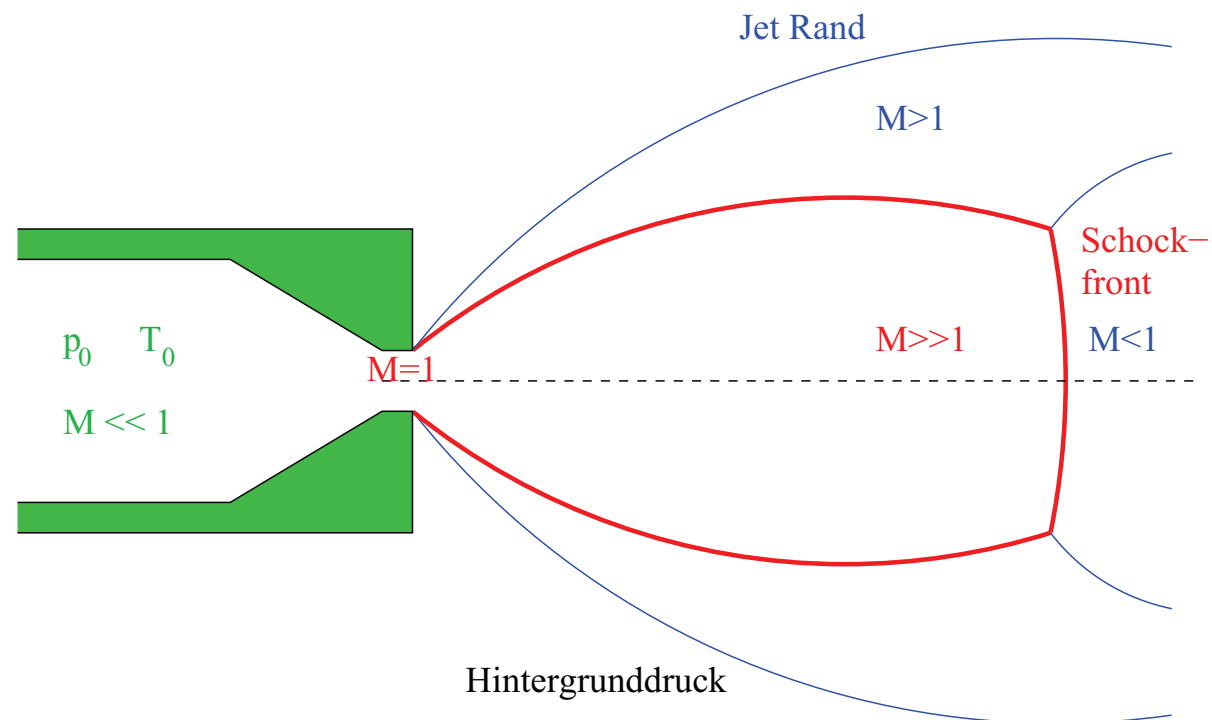 Jet Rand
M>1
Schock–
front
p₀ T₀
M=1
M>>1
M<1
M << 1
Hintergrunddruck